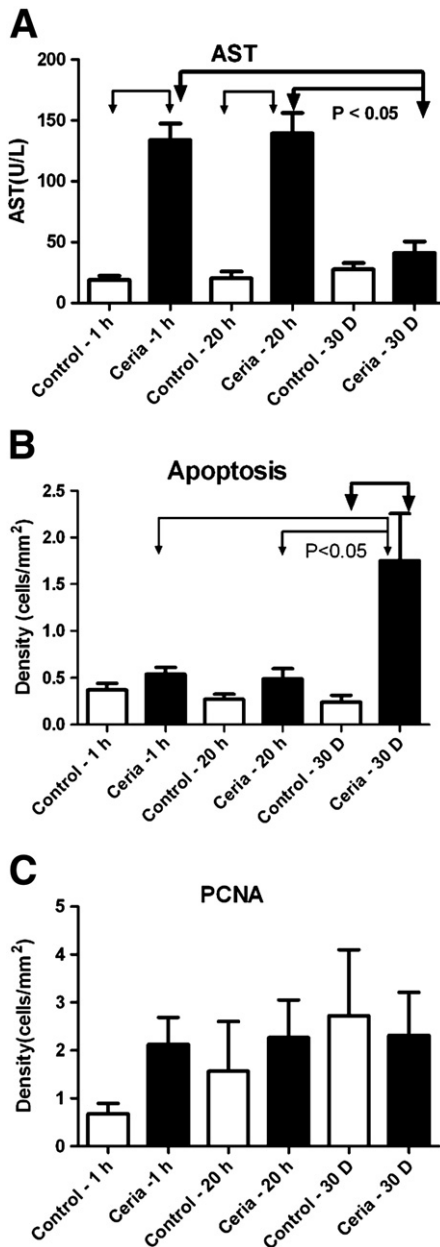 A
AST
200
150
100
50
0
AST(U/L)
P < 0.05
Control - 1 h
Ceria -1 h
Control - 20 h
Ceria - 20 h
Control - 30 D
Ceria - 30 D
B
Apoptosis
2.5
2.0
1.5
1.0
0.5
0.0
Density (cells/mm²)
P<0.05
Control - 1 h
Ceria -1 h
Control - 20 h
Ceria - 20 h
Control - 30 D
Ceria - 30 D
C
PCNA
5
4
3
2
1
0
Density(cells/mm²)
Control - 1 h
Ceria -1 h
Control - 20 h
Ceria - 20 h
Control - 30 D
Ceria - 30 D